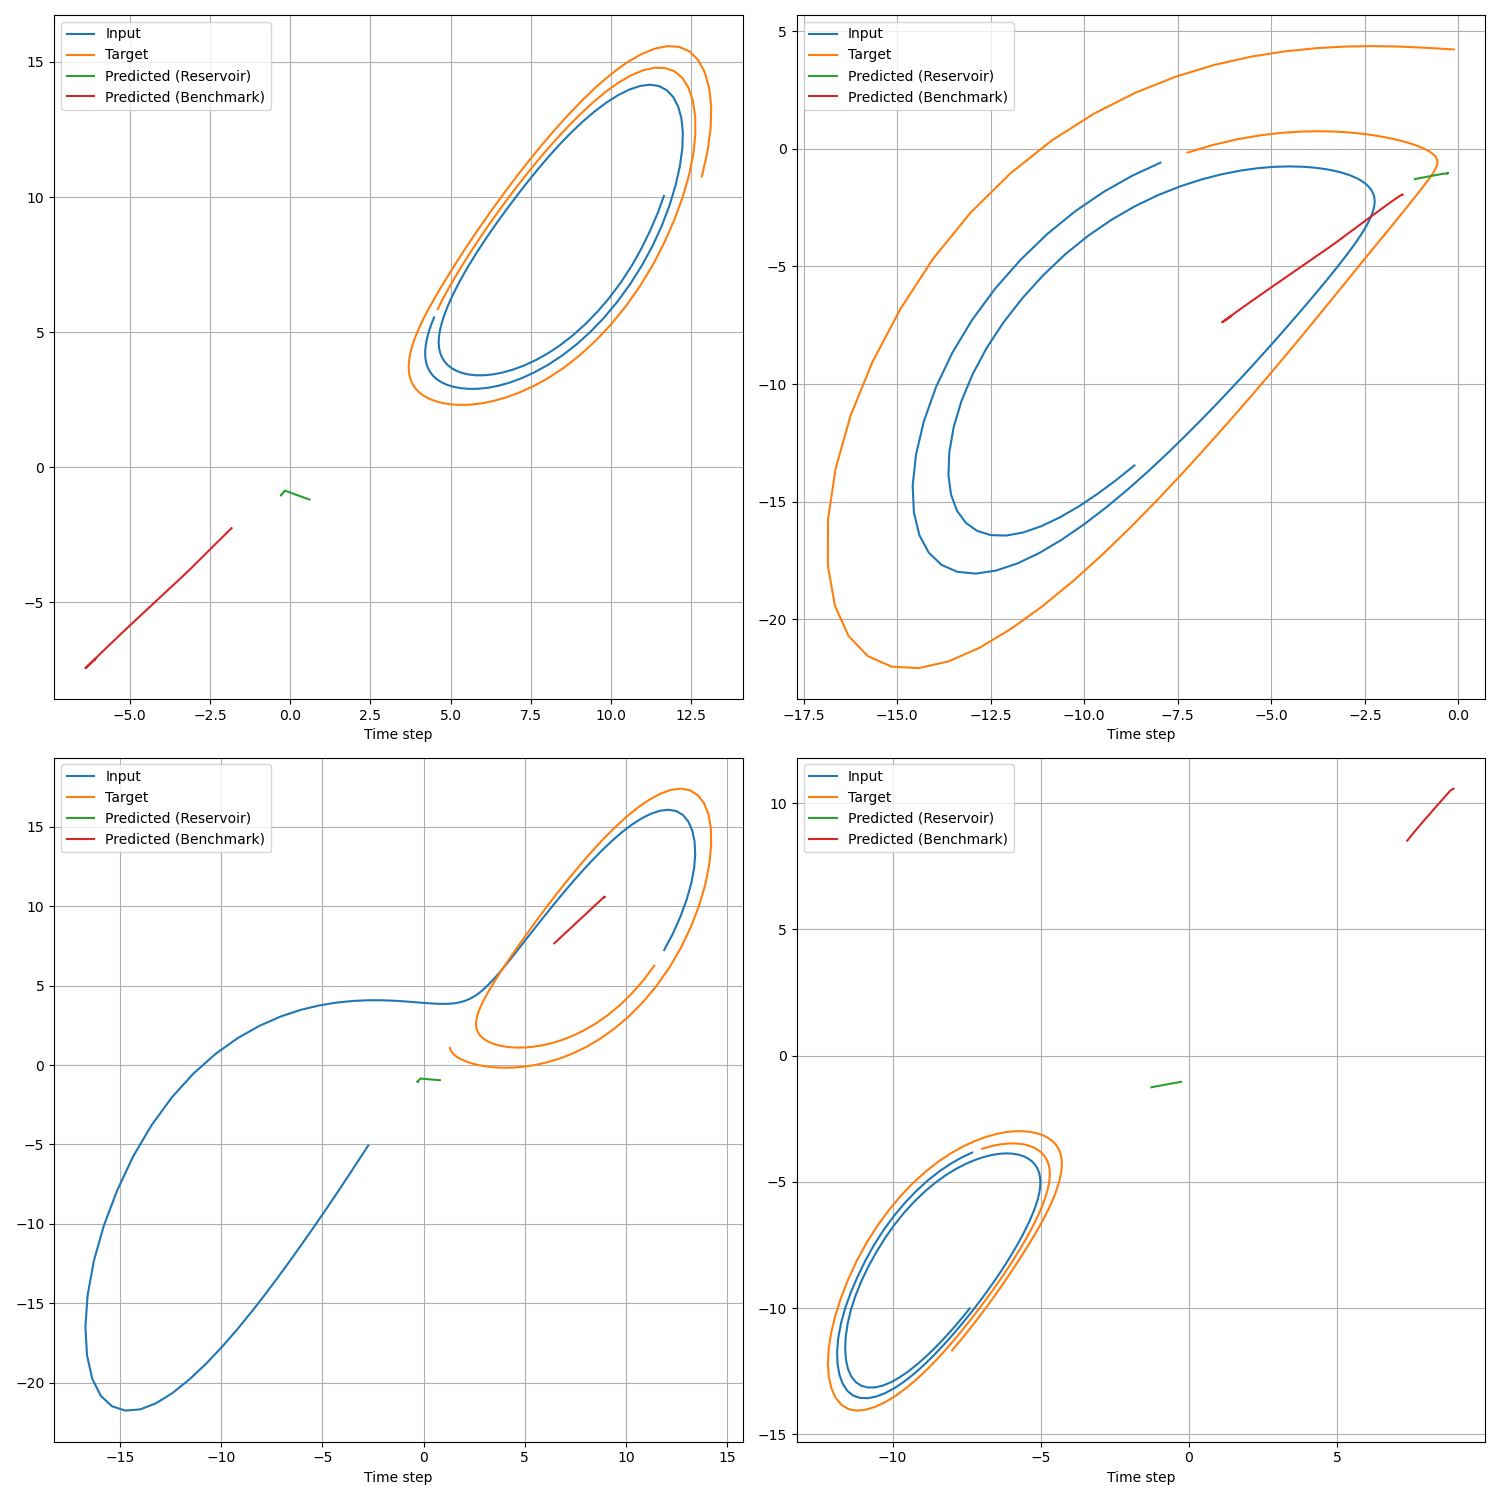 Input
Target
Predicted (Reservoir)
Predicted (Benchmark)
15
10
5
0
−5
−5.0 −2.5 0.0 2.5 5.0 7.5 10.0 12.5
Time step
Input
Target
Predicted (Reservoir)
Predicted (Benchmark)
5
0
−5
−10
−15
−20
−17.5 −15.0 −12.5 −10.0 −7.5 −5.0 −2.5 0.0
Time step
Input
Target
Predicted (Reservoir)
Predicted (Benchmark)
15
10
5
0
−5
−10
−15
−20
−15 −10 −5 0 5 10 15
Time step
Input
Target
Predicted (Reservoir)
Predicted (Benchmark)
10
5
0
−5
−10
−15
−10 −5 0 5
Time step